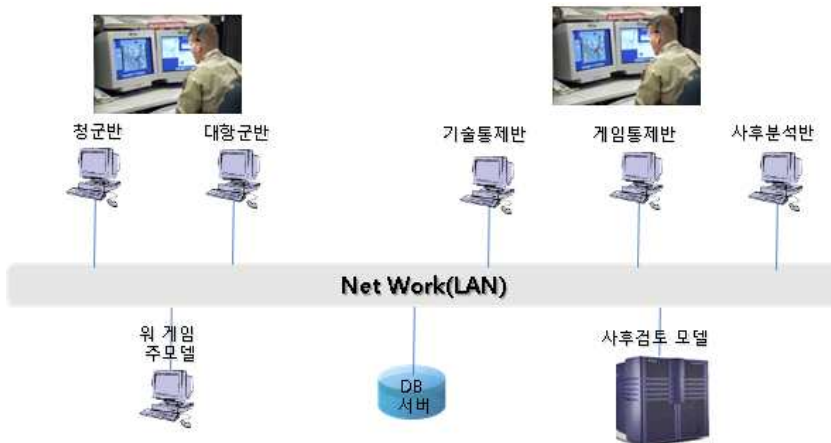 청군반
대항군반
기술통제반
게임통제반
사후분석반
Net Work(LAN)
워 게임
주모델
DB
서버
사후검토 모델